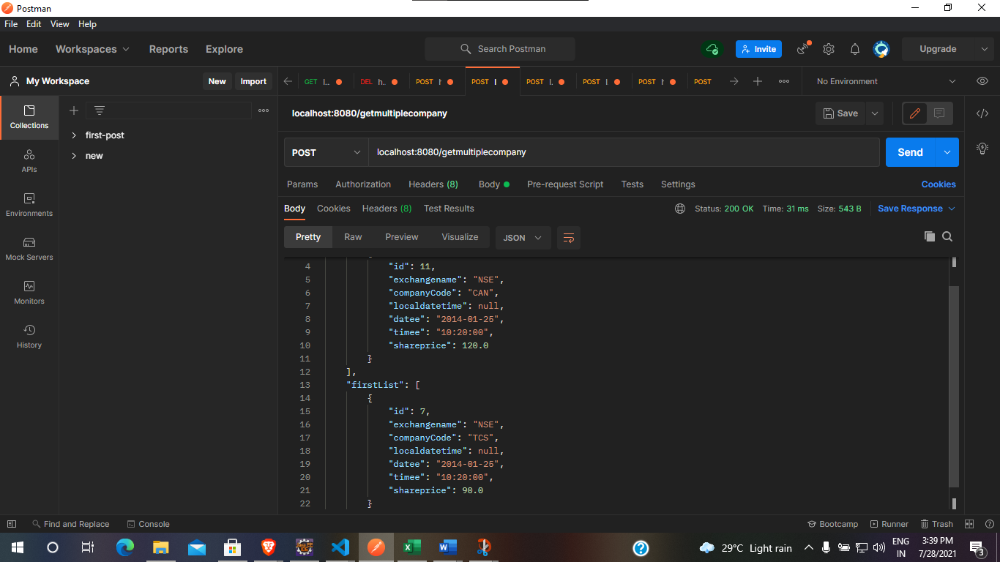 Postman
File Edit View Help
Home Workspaces Reports Explore Search Postman Invite Upgrade
My Workspace New Import GET DEL h.. POST POST POST POST POST POST No Environment
Collections
APIs
Environments
Mock Servers
Monitors
History
first-post
new
localhost:8080/getmultiplecompany Save
POST localhost:8080/getmultiplecompany Send
Params Authorization Headers (8) Body Pre-request Script Tests Settings Cookies
Body Cookies Headers (8) Test Results Status: 200 OK Time: 31 ms Size: 543 B Save Response
Pretty Raw Preview Visualize JSON
4 "id": 11,
5 "exchangename": "NSE",
6 "companyCode": "CAN",
7 "localdatetime": null,
8 "datee": "2014-01-25",
9 "timee": "10:20:00",
10 "shareprice": 120.0
11 }
12 ],
13 "firstList": [
14 {
15 "id": 7,
16 "exchangename": "NSE",
17 "companyCode": "TCS",
18 "localdatetime": null,
19 "datee": "2014-01-25",
20 "timee": "10:20:00",
21 "shareprice": 90.0
22 }
Find and Replace Console Bootcamp Runner Trash
29°C Light rain
ENG
IN
3:39 PM
7/28/2021
3